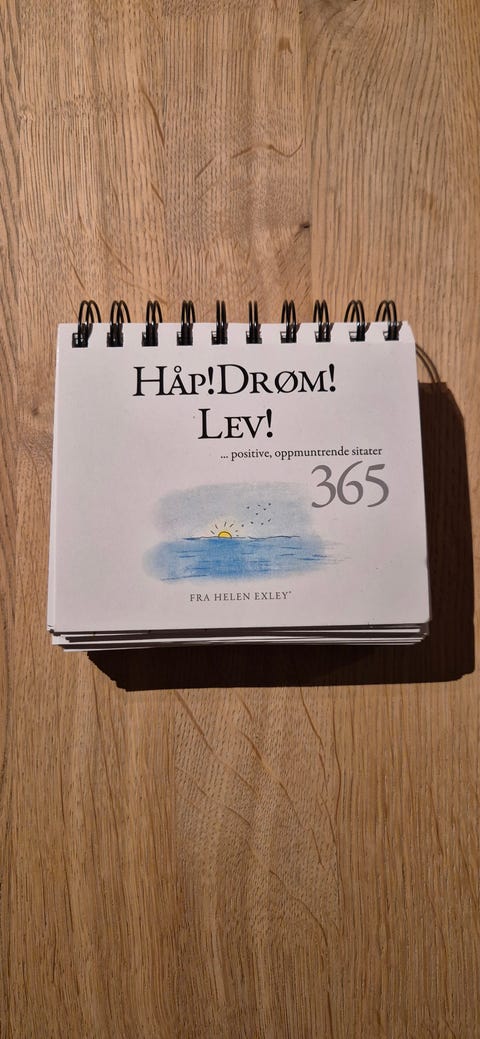 HÅP! DRØM!
LEV!
... positive, oppmuntrende sitater
365
FRA HELEN EXLEY®